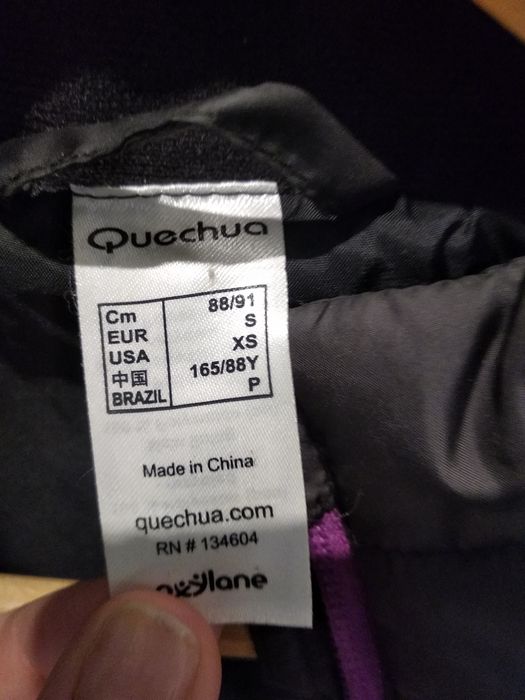 Quechua
Cm 88/91
EUR S
USA XS
中国 165/88Y
BRAZIL P
Made in China
quechua.com
RN # 134604
oxylane